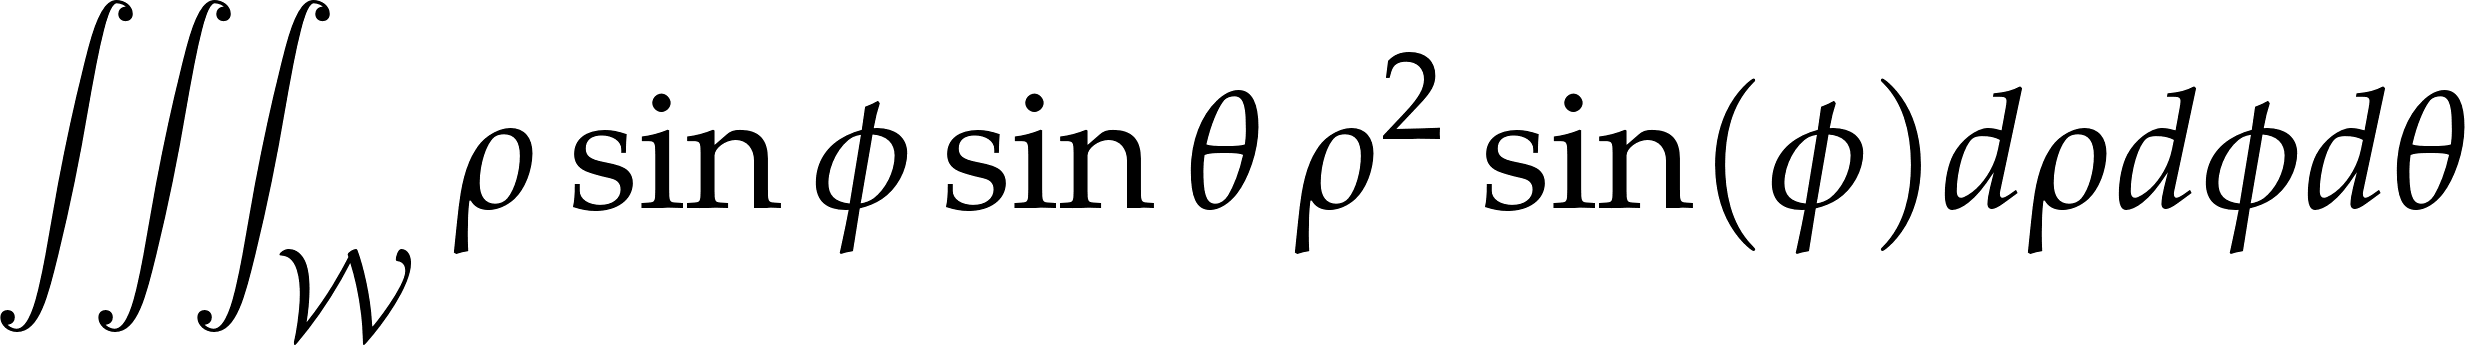 ∭_W ρ sin ϕ sin θ ρ² sin(ϕ) dρ dϕ dθ